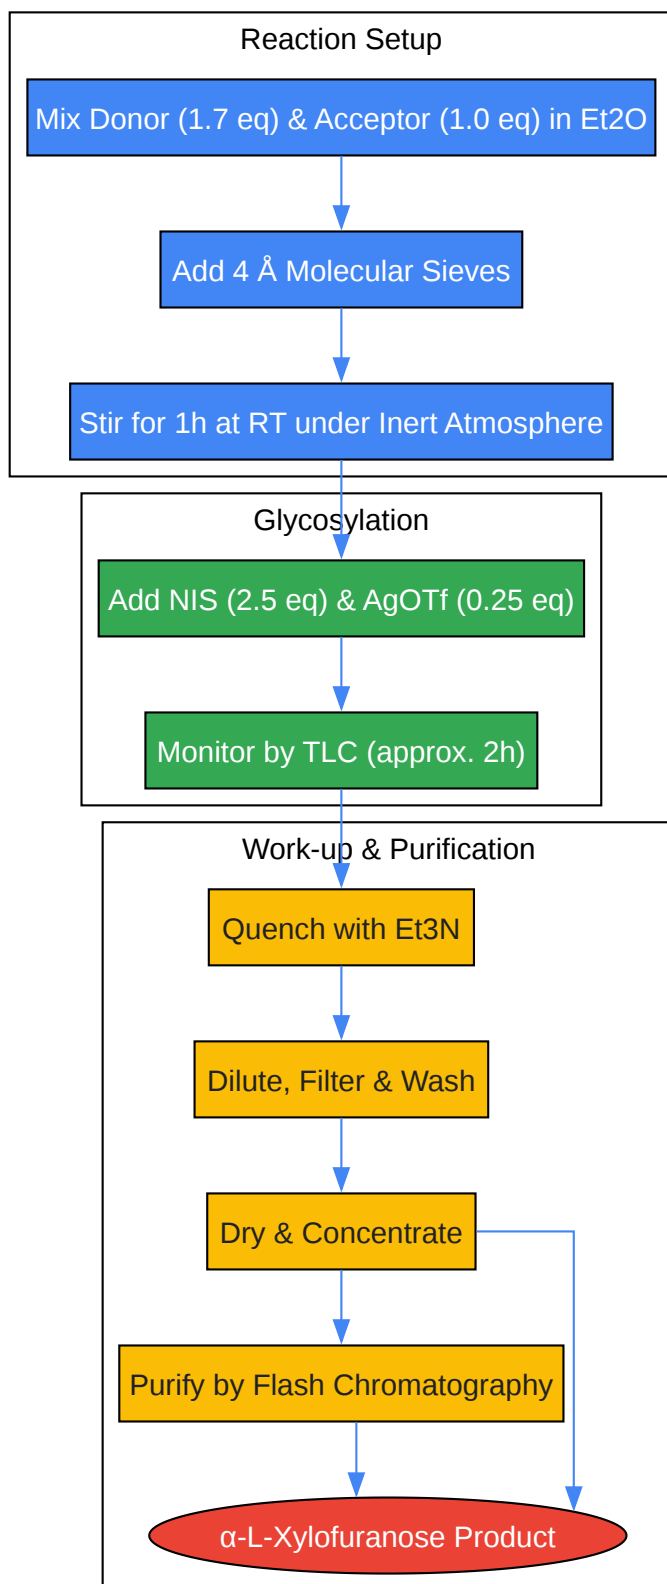 Reaction Setup
Mix Donor (1.7 eq) & Acceptor (1.0 eq) in Et2O
Add 4 Å Molecular Sieves
Stir for 1h at RT under Inert Atmosphere
Glycosylation
Add NIS (2.5 eq) & AgOTf (0.25 eq)
Monitor by TLC (approx. 2h)
Work-up & Purification
Quench with Et3N
Dilute, Filter & Wash
Dry & Concentrate
Purify by Flash Chromatography
α-L-Xylofuranose Product